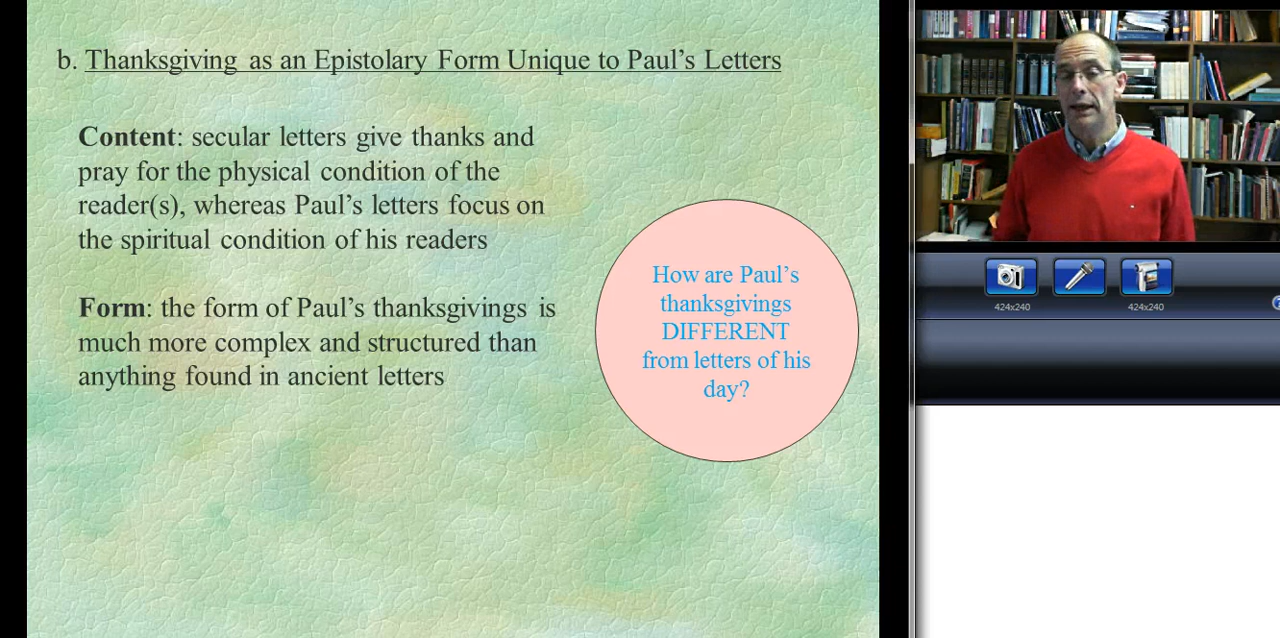 b. Thanksgiving as an Epistolary Form Unique to Paul's Letters
Content: secular letters give thanks and
pray for the physical condition of the
reader(s), whereas Paul's letters focus on
the spiritual condition of his readers
Form: the form of Paul's thanksgivings is
much more complex and structured than
anything found in ancient letters
How are Paul's
thanksgivings
DIFFERENT
from letters of his
day?
424x240
424x240